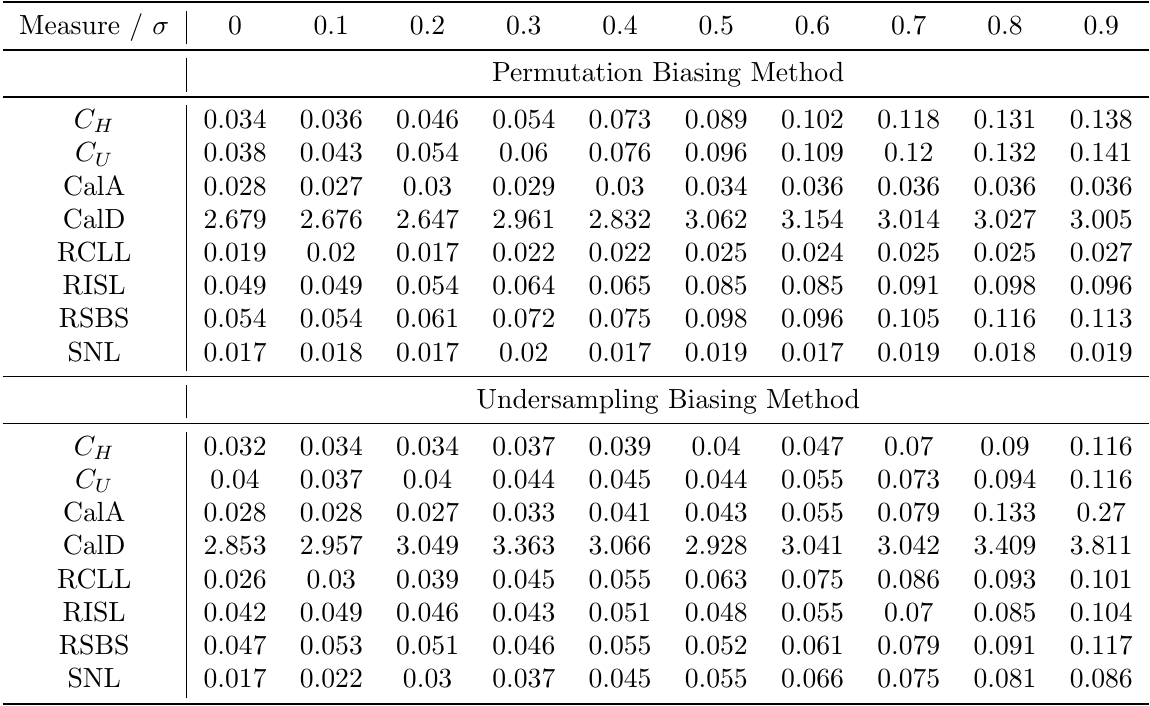 Measure / σ 0 0.1 0.2 0.3 0.4 0.5 0.6 0.7 0.8 0.9
Permutation Biasing Method
C_H 0.034 0.036 0.046 0.054 0.073 0.089 0.102 0.118 0.131 0.138
C_U 0.038 0.043 0.054 0.06 0.076 0.096 0.109 0.12 0.132 0.141
CalA 0.028 0.027 0.03 0.029 0.03 0.034 0.036 0.036 0.036 0.036
CalD 2.679 2.676 2.647 2.961 2.832 3.062 3.154 3.014 3.027 3.005
RCLL 0.019 0.02 0.017 0.022 0.022 0.025 0.024 0.025 0.025 0.027
RISL 0.049 0.049 0.054 0.064 0.065 0.085 0.085 0.091 0.098 0.096
RSBS 0.054 0.054 0.061 0.072 0.075 0.098 0.096 0.105 0.116 0.113
SNL 0.017 0.018 0.017 0.02 0.017 0.019 0.017 0.019 0.018 0.019
Undersampling Biasing Method
C_H 0.032 0.034 0.034 0.037 0.039 0.04 0.047 0.07 0.09 0.116
C_U 0.04 0.037 0.04 0.044 0.045 0.044 0.055 0.073 0.094 0.116
CalA 0.028 0.028 0.027 0.033 0.041 0.043 0.055 0.079 0.133 0.27
CalD 2.853 2.957 3.049 3.363 3.066 2.928 3.041 3.042 3.409 3.811
RCLL 0.026 0.03 0.039 0.045 0.055 0.063 0.075 0.086 0.093 0.101
RISL 0.042 0.049 0.046 0.043 0.051 0.048 0.055 0.07 0.085 0.104
RSBS 0.047 0.053 0.051 0.046 0.055 0.052 0.061 0.079 0.091 0.117
SNL 0.017 0.022 0.03 0.037 0.045 0.055 0.066 0.075 0.081 0.086